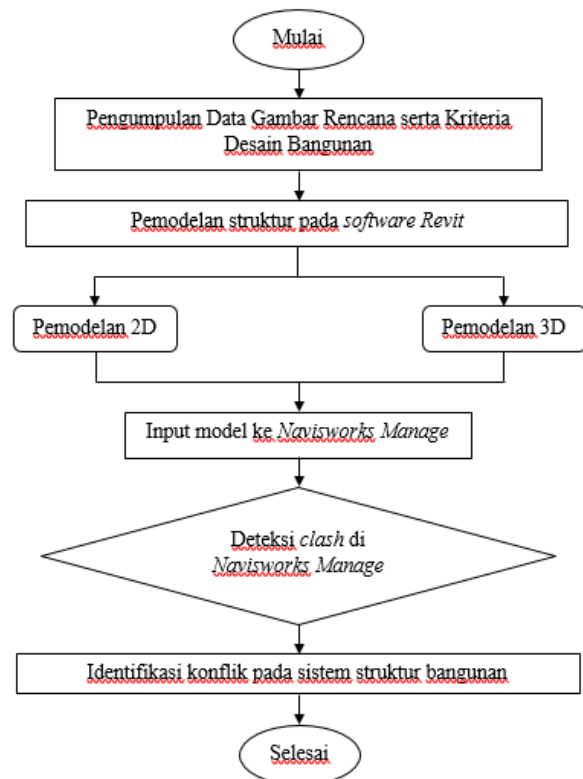 Mulai
Pengumpulan Data Gambar Rencana serta Kriteria
Desain Bangunan
Pemodelan struktur pada software Revit
Pemodelan 2D
Pemodelan 3D
Input model ke Navisworks Manage
Deteksi clash di
Navisworks Manage
Identifikasi konflik pada sistem struktur bangunan
Selesai